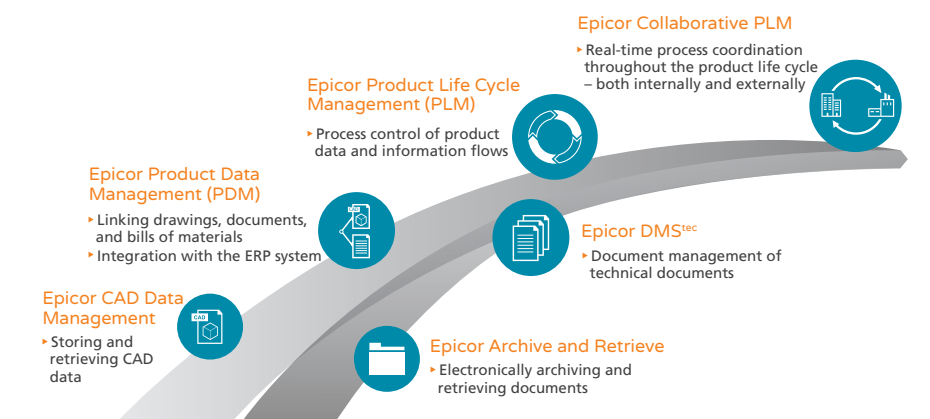 Epicor Collaborative PLM
‣ Real-time process coordination
throughout the product life cycle
– both internally and externally
Epicor Product Life Cycle
Management (PLM)
‣ Process control of product
data and information flows
Epicor Product Data
Management (PDM)
‣ Linking drawings, documents,
and bills of materials
‣ Integration with the ERP system
CAD
Epicor DMStec
‣ Document management of
technical documents
Epicor CAD Data
Management
‣ Storing and
retrieving CAD
data
CAD
Epicor Archive and Retrieve
‣ Electronically archiving and
retrieving documents